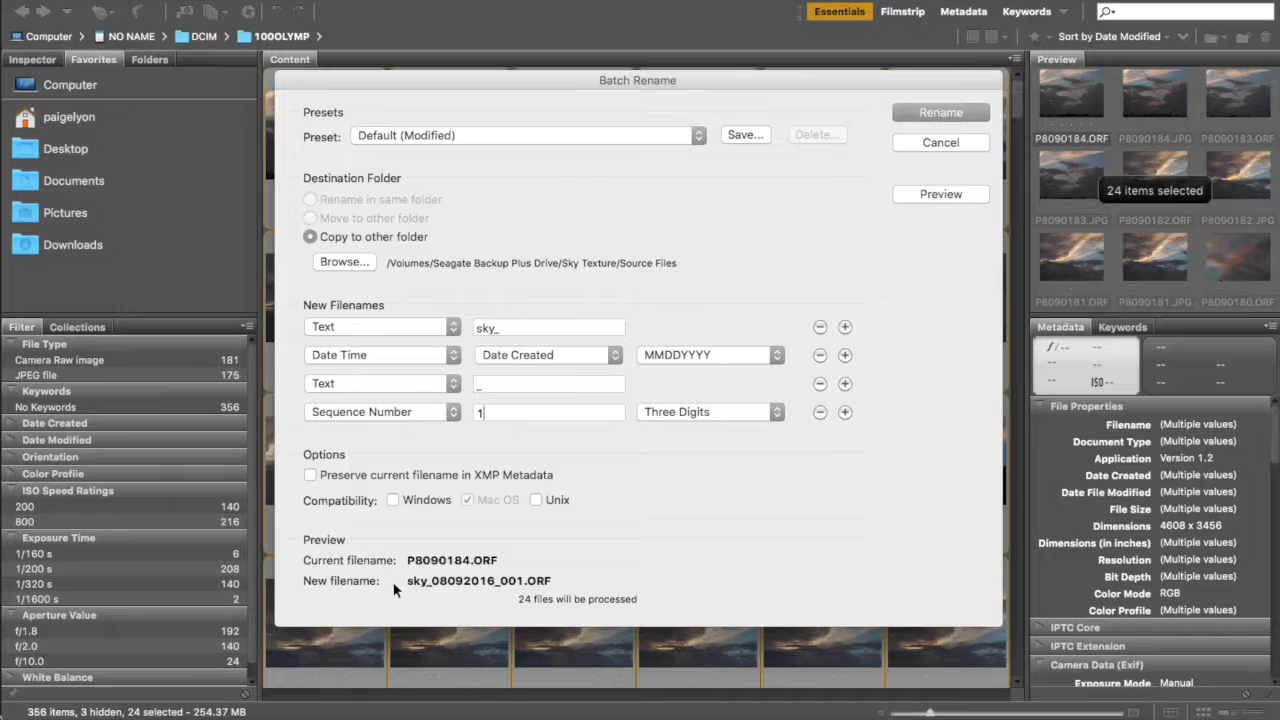 Essentials
Filmstrip
Metadata
Keywords
Computer
NO NAME
DCIM
100OLYMP
Sort by Date Modified
Inspector
Favorites
Folders
Computer
paigelyon
Desktop
Documents
Pictures
Downloads
Filter
Collections
File Type
Camera Raw image 181
JPEG file 175
Keywords
No Keywords 356
Date Created
Date Modified
Orientation
Color Profile
ISO Speed Ratings
200 140
800 216
Exposure Time
1/160 s 6
1/200 s 208
1/320 s 140
1/1600 s 2
Aperture Value
f/1.8 192
f/2.0 140
f/10.0 24
White Balance
356 items, 3 hidden, 24 selected - 254.37 MB
Content
Batch Rename
Presets
Preset: Default (Modified) Save... Delete...
Rename
Cancel
Preview
Destination Folder
Rename in same folder
Move to other folder
Copy to other folder
Browse... /Volumes/Seagate Backup Plus Drive/Sky Texture/Source Files
New Filenames
Text sky_
Date Time Date Created MMDDYYYY
Text _
Sequence Number 1 Three Digits
Options
Preserve current filename in XMP Metadata
Compatibility: Windows Mac OS Unix
Preview
Current filename: P8090184.ORF
New filename: sky_08092016_001.ORF
24 files will be processed
Preview
P8090184.ORF P8090184.JPG P8090183.ORF
24 items selected
P8090183.JPG P8090182.ORF P8090182.JPG
P8090181.ORF P8090181.JPG P8090180.ORF
Metadata
Keywords
f/-- --
-- --
-- ISO --
--
--
--
File Properties
Filename (Multiple values)
Document Type (Multiple values)
Application Version 1.2
Date Created (Multiple values)
Date File Modified (Multiple values)
File Size (Multiple values)
Dimensions 4608 x 3456
Dimensions (in inches) (Multiple values)
Resolution (Multiple values)
Bit Depth (Multiple values)
Color Mode RGB
Color Profile (Multiple values)
IPTC Core
IPTC Extension
Camera Data (Exif)
Exposure Mode Manual